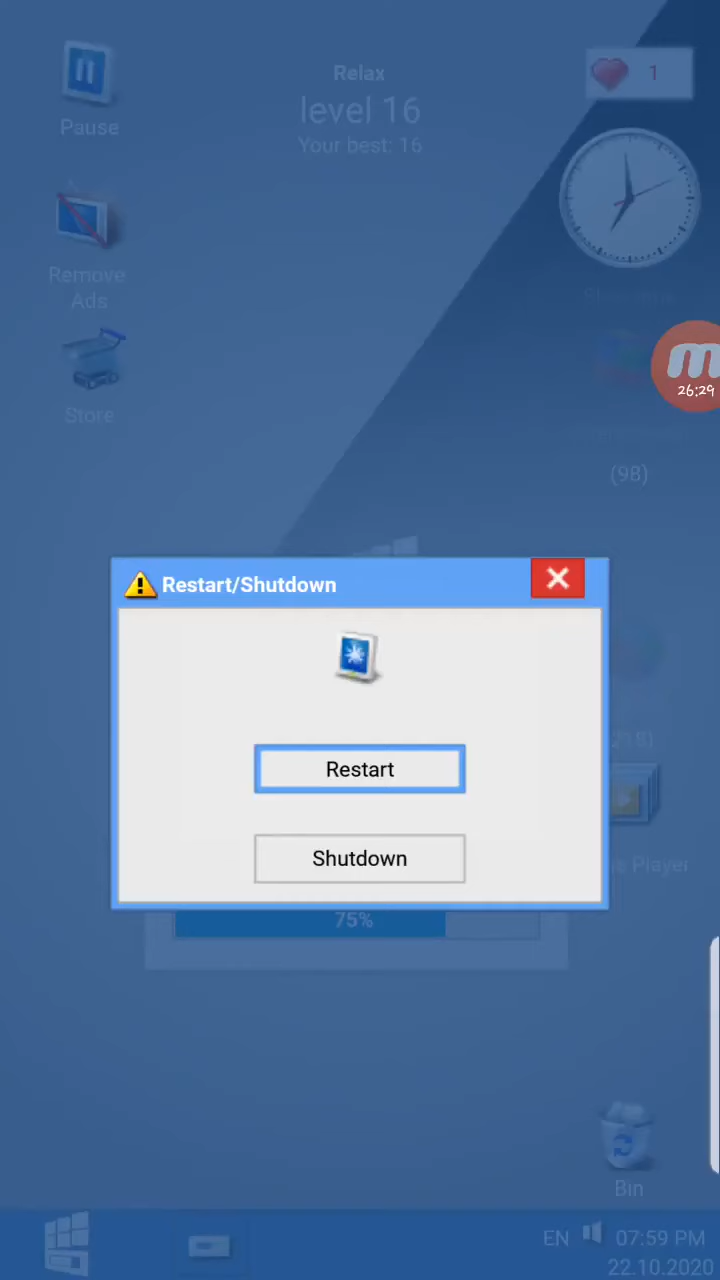 Relax
level 16
Your best: 16
1
Pause
Remove
Ads
Store
26:29
(98)
Restart/Shutdown
Restart
Shutdown
Player
75%
Bin
EN
07:59 PM
22.10.2020